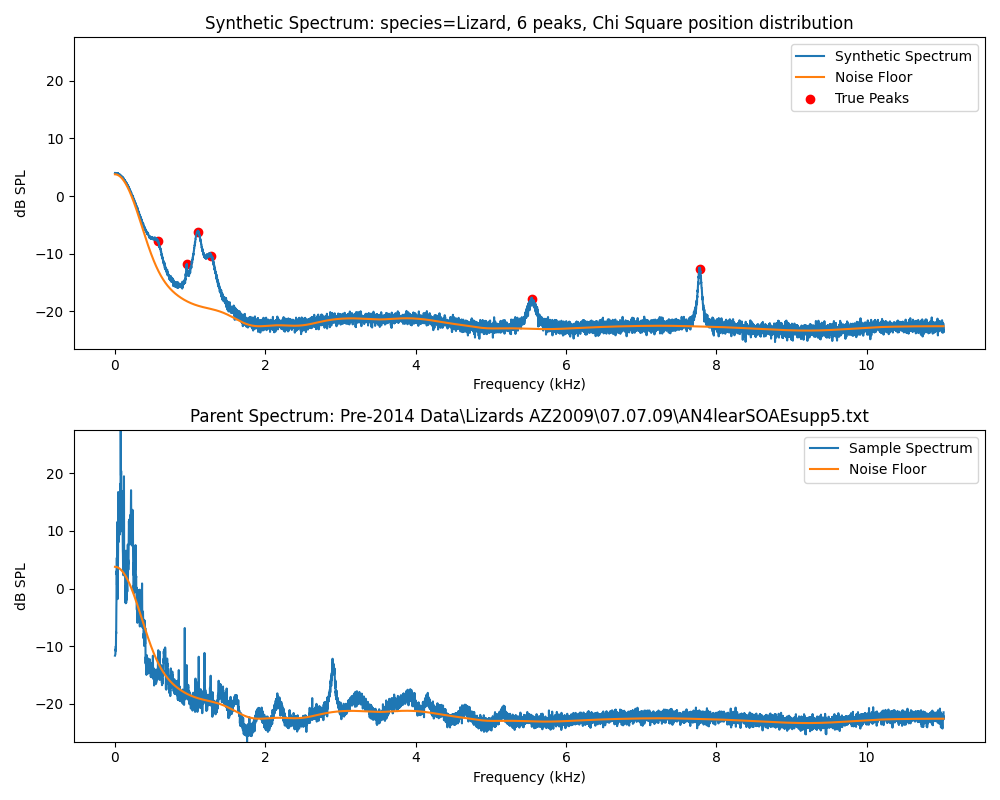 Synthetic Spectrum: species=Lizard, 6 peaks, Chi Square position distribution
20
10
0
−10
−20
dB SPL
Synthetic Spectrum
Noise Floor
True Peaks
0 2 4 6 8 10
Frequency (kHz)
Parent Spectrum: Pre-2014 Data\Lizards AZ2009\07.07.09\AN4learSOAEsupp5.txt
20
10
0
−10
−20
dB SPL
Sample Spectrum
Noise Floor
0 2 4 6 8 10
Frequency (kHz)